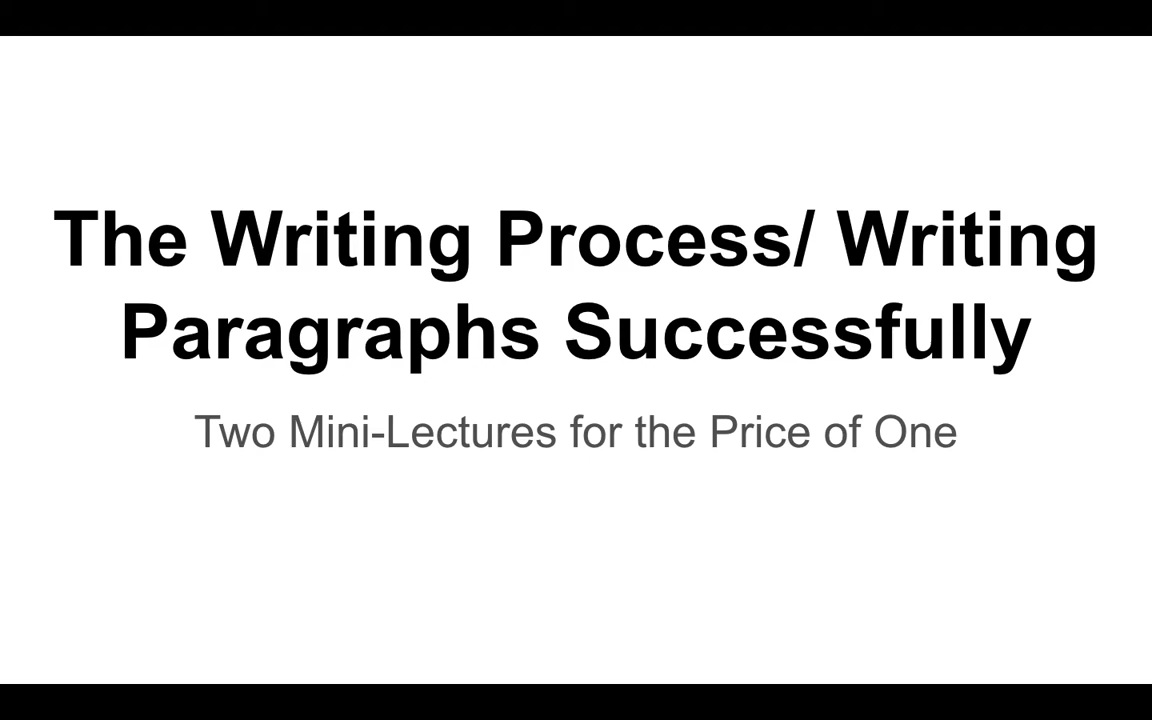 The Writing Process/ Writing
Paragraphs Successfully
Two Mini-Lectures for the Price of One